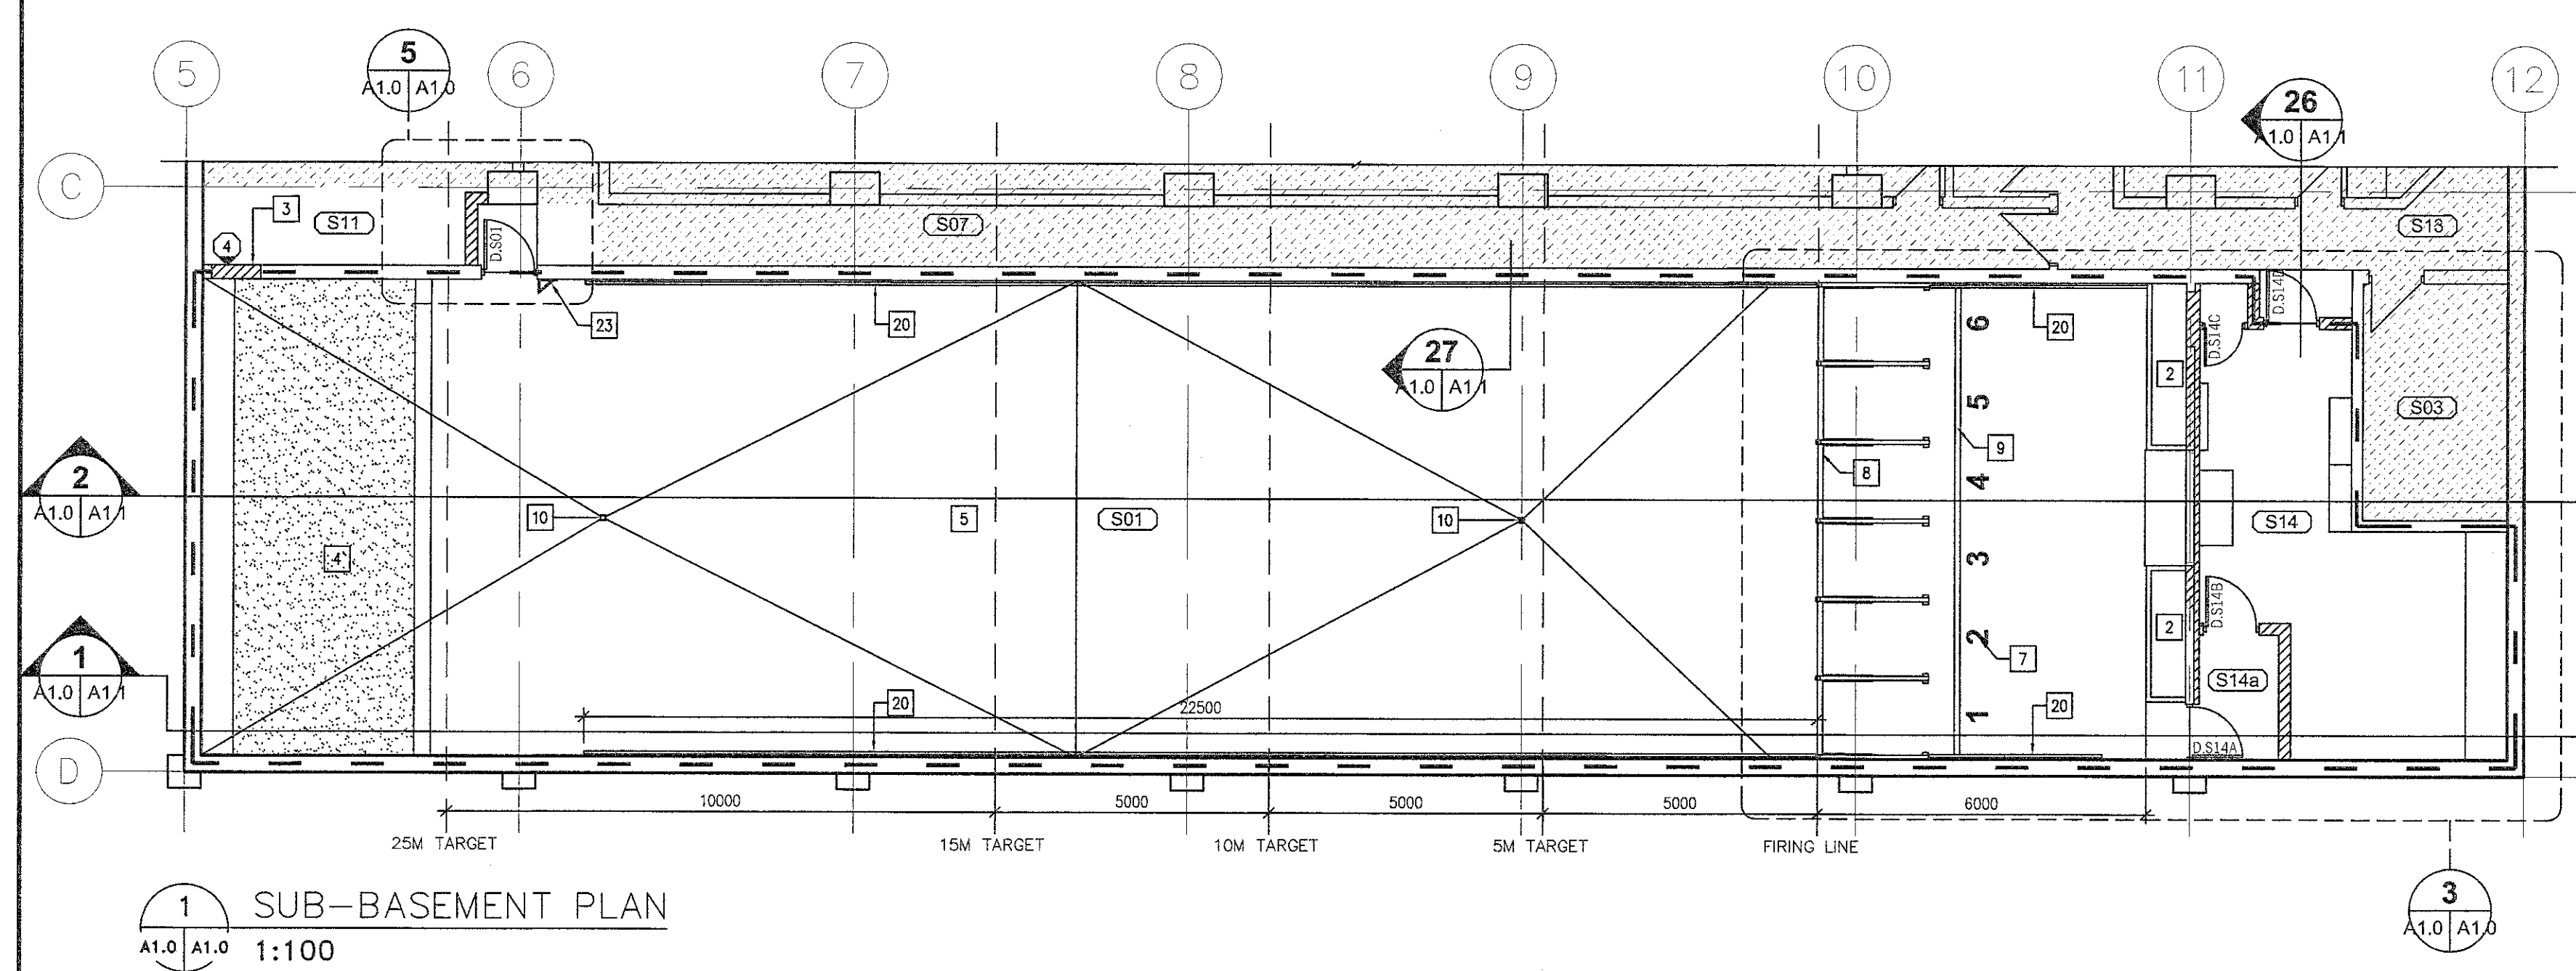 5
A1.0 A1.0
5 6 7 8 9 10 11 12
26
A1.0 A1.1
C
3
S11
S07
S13
4
D.S01
D.S14D
23
20
20
D.S14C
6
27
A1.0 A1.1
2
5
S03
9
8
4
2
A1.0 A1.1
10
5
S01
10
S14
4
3
D.S14B
2
2
7
1
A1.0 A1.1
S14a
20
22500
20
1
D.S14A
D
10000 5000 5000 5000 6000
25M TARGET 15M TARGET 10M TARGET 5M TARGET FIRING LINE
1
A1.0 A1.0
SUB-BASEMENT PLAN
1:100
3
A1.0 A1.0